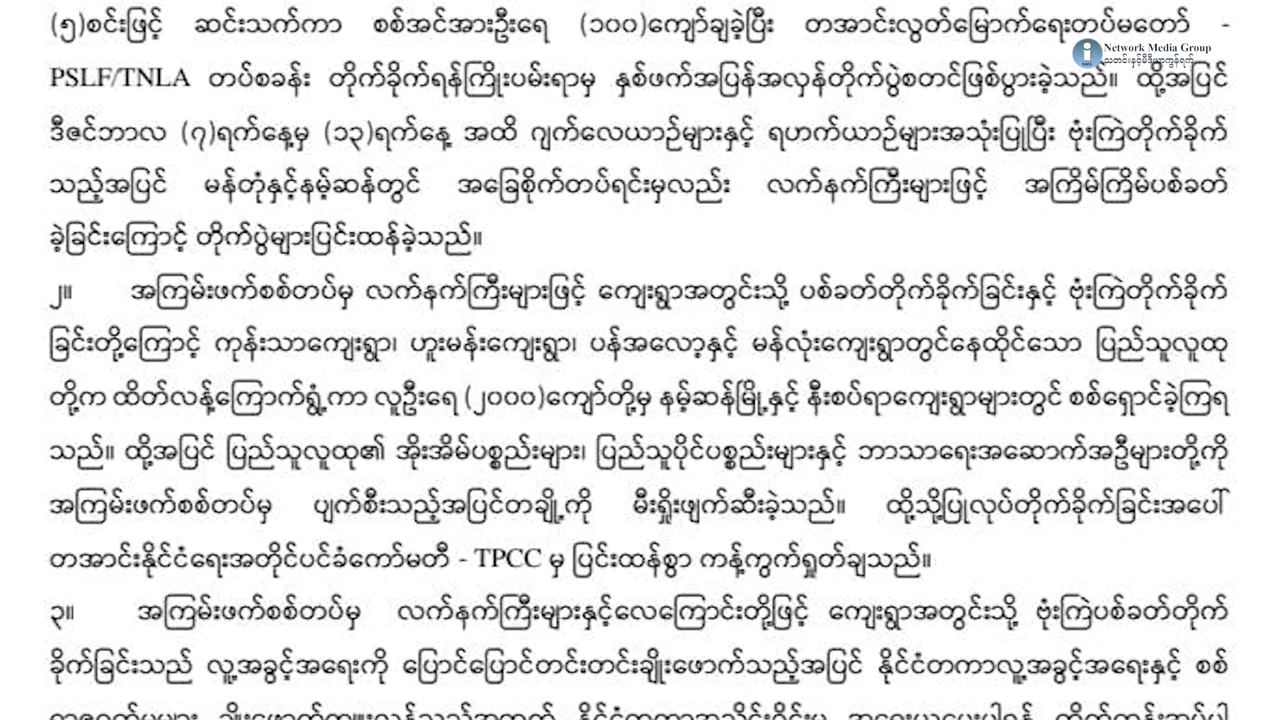 (၅)စင်းဖြင့် ဆင်းသက်ကာ စစ်အင်အားဦးရေ (၁၀၀)ကျော်ချခဲ့ပြီး တအာင်းလွတ်မြောက်ရေးတပ်မတော် -
Network Media Group
သတင်းနှင့်မီဒီယာကွန်ရက်
PSLF/TNLA တပ်စခန်း တိုက်ခိုက်ရန်ကြိုးပမ်းရာမှ နှစ်ဖက်အပြန်အလှန်တိုက်ပွဲစတင်ဖြစ်ပွားခဲ့သည်။ ထို့အပြင်
ဒီဇင်ဘာလ (၇)ရက်နေ့မှ (၁၃)ရက်နေ့ အထိ ဂျက်လေယာဉ်များနှင့် ရဟက်ယာဉ်များအသုံးပြုပြီး ဗုံးကြဲတိုက်ခိုက်
သည့်အပြင် မန်တုံနှင့်နမ့်ဆန်တွင် အခြေစိုက်တပ်ရင်းမှလည်း လက်နက်ကြီးများဖြင့် အကြိမ်ကြိမ်ပစ်ခတ်
ခဲ့ခြင်းကြောင့် တိုက်ပွဲများပြင်းထန်ခဲ့သည်။
၂။ အကြမ်းဖက်စစ်တပ်မှ လက်နက်ကြီးများဖြင့် ကျေးရွာအတွင်းသို့ ပစ်ခတ်တိုက်ခိုက်ခြင်းနှင့် ဗုံးကြဲတိုက်ခိုက်
ခြင်းတို့ကြောင့် ကုန်းသာကျေးရွာ၊ ဟူးမန်းကျေးရွာ၊ ပန်အလော့နှင့် မန်လုံးကျေးရွာတွင်နေထိုင်သော ပြည်သူလူထု
တို့က ထိတ်လန့်ကြောက်ရွံ့ကာ လူဦးရေ (၂၀၀၀)ကျော်တို့မှ နမ့်ဆန်မြို့နှင့် နီးစပ်ရာကျေးရွာများတွင် စစ်ရှောင်ခဲ့ကြရ
သည်။ ထို့အပြင် ပြည်သူလူထု၏ အိုးအိမ်ပစ္စည်းများ၊ ပြည်သူပိုင်ပစ္စည်းများနှင့် ဘာသာရေးအဆောက်အဦများတို့ကို
အကြမ်းဖက်စစ်တပ်မှ ပျက်စီးသည့်အပြင်တချို့ကို မီးရှိုးဖျက်ဆီးခဲ့သည်။ ထို့သို့ပြုလုပ်တိုက်ခိုက်ခြင်းအပေါ်
တအာင်းနိုင်ငံရေးအတိုင်ပင်ခံကော်မတီ - TPCC မှ ပြင်းထန်စွာ ကန့်ကွက်ရှုတ်ချသည်။
၃။ အကြမ်းဖက်စစ်တပ်မှ လက်နက်ကြီးများနှင့်လေကြောင်းတို့ဖြင့် ကျေးရွာအတွင်းသို့ ဗုံးကြဲပစ်ခတ်တိုက်
ခိုက်ခြင်းသည် လူ့အခွင့်အရေးကို ပြောင်ပြောင်တင်းတင်းချိုးဖောက်သည့်အပြင် နိုင်ငံတကာလူ့အခွင့်အရေးနှင့် စစ်